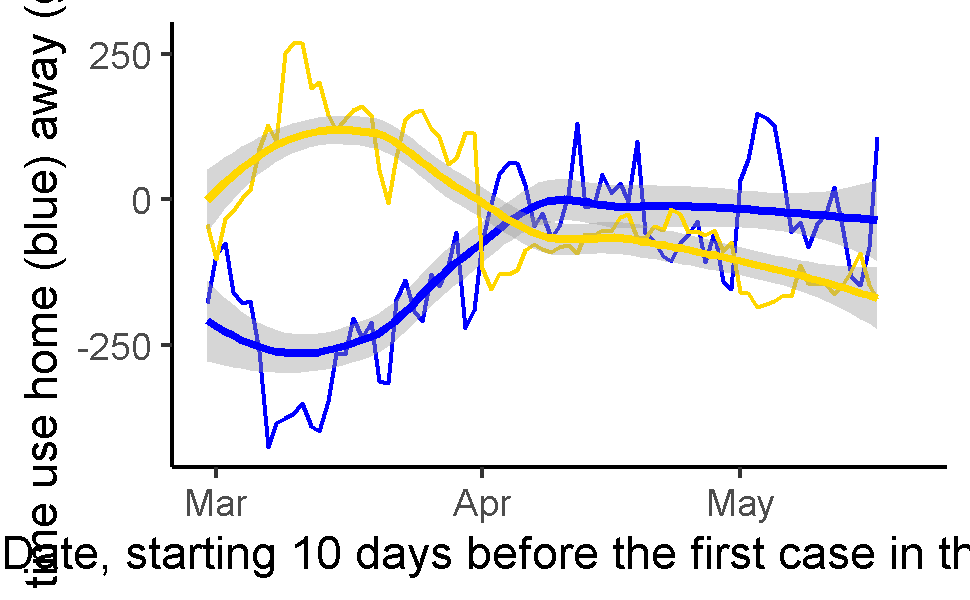 time use home (blue) away (
250
0
-250
Mar Apr May
Date, starting 10 days before the first case in th